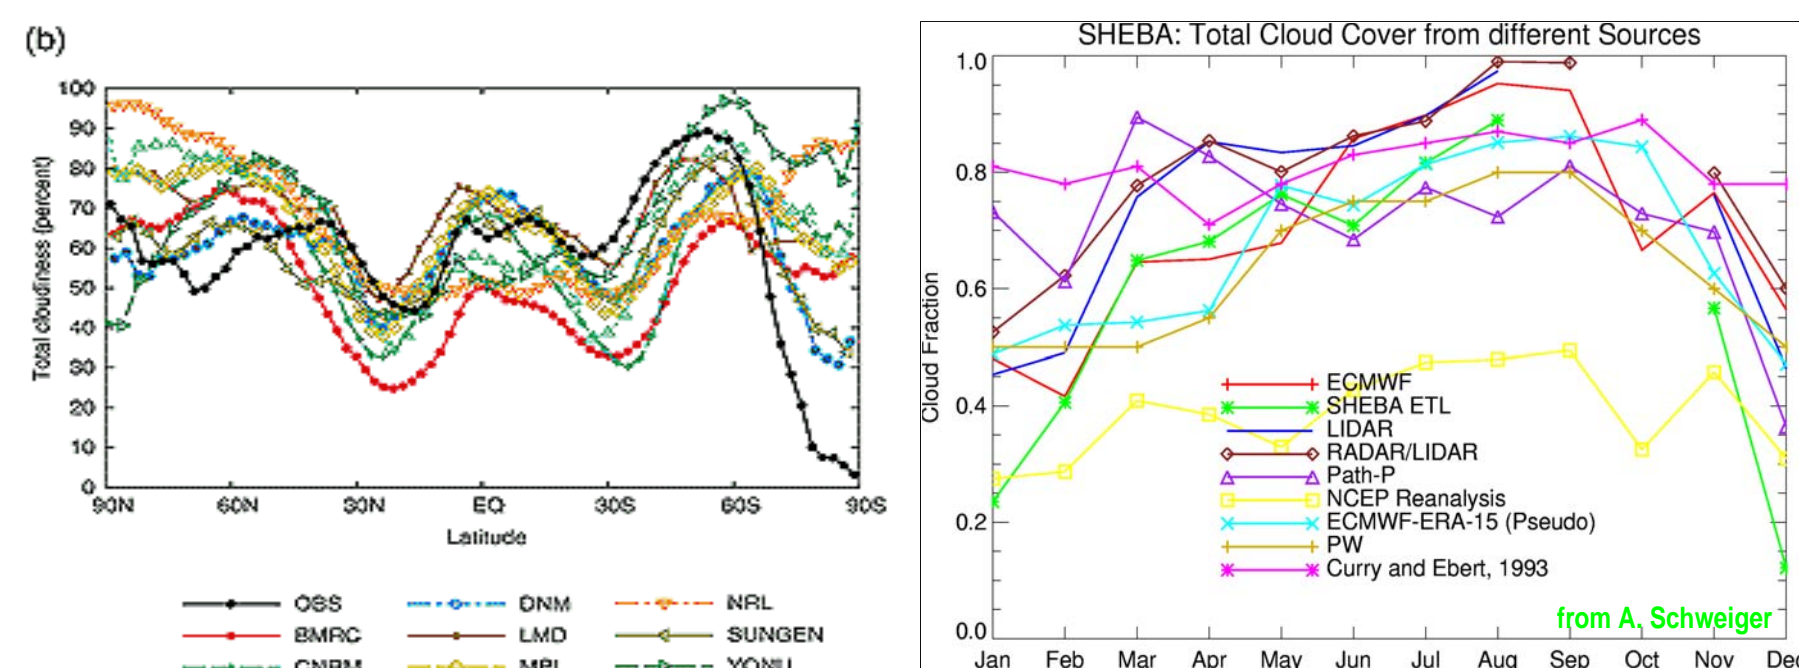 (b)
100
90
80
70
60
50
40
30
20
10
0
Total cloudiness (percent)
90N 60N 30N EQ 30S 60S 90S
Latitude
OBS DNM NRL
BMRC LMD SUNGEN
CNRM MRI YONU
SHEBA: Total Cloud Cover from different Sources
1.0
0.8
0.6
0.4
0.2
0.0
Cloud Fraction
ECMWF
SHEBA ETL
LIDAR
RADAR/LIDAR
Path-P
NCEP Reanalysis
ECMWF-ERA-15 (Pseudo)
PW
Curry and Ebert, 1993
from A. Schweiger
Jan Feb Mar Apr May Jun Jul Aug Sep Oct Nov Dec